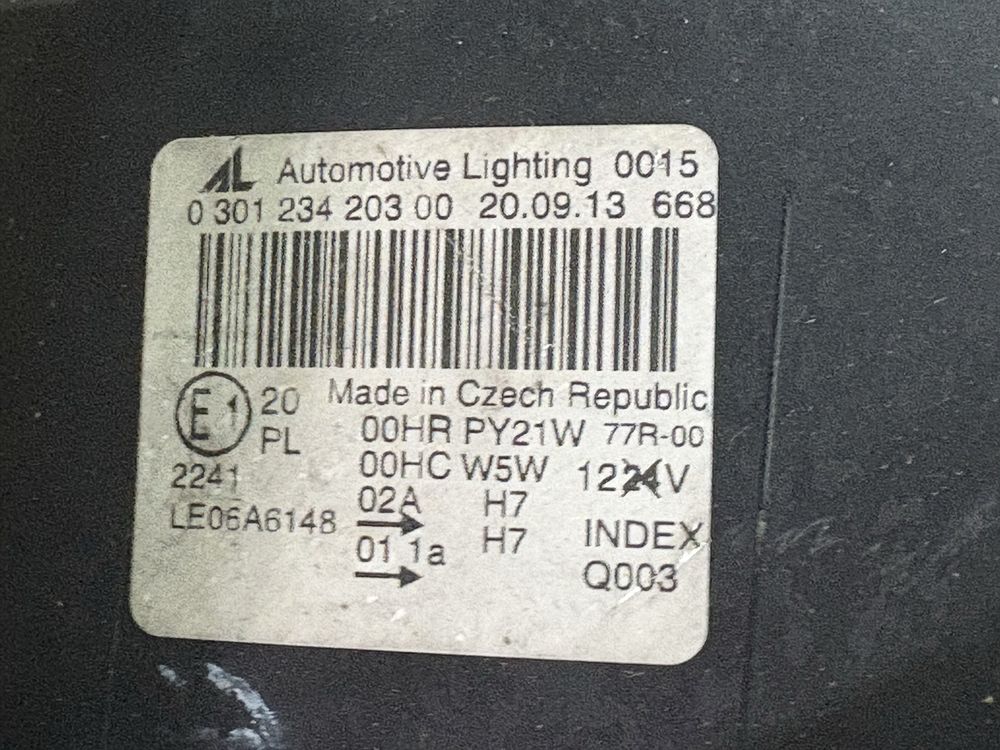 AL Automotive Lighting 0015
0 301 234 203 00 20.09.13 668
E1 20 Made in Czech Republic
PL 00HR PY21W 77R-00
2241 00HC W5W 1224V
LE06A6148 02A H7
01 1a H7 INDEX
Q003